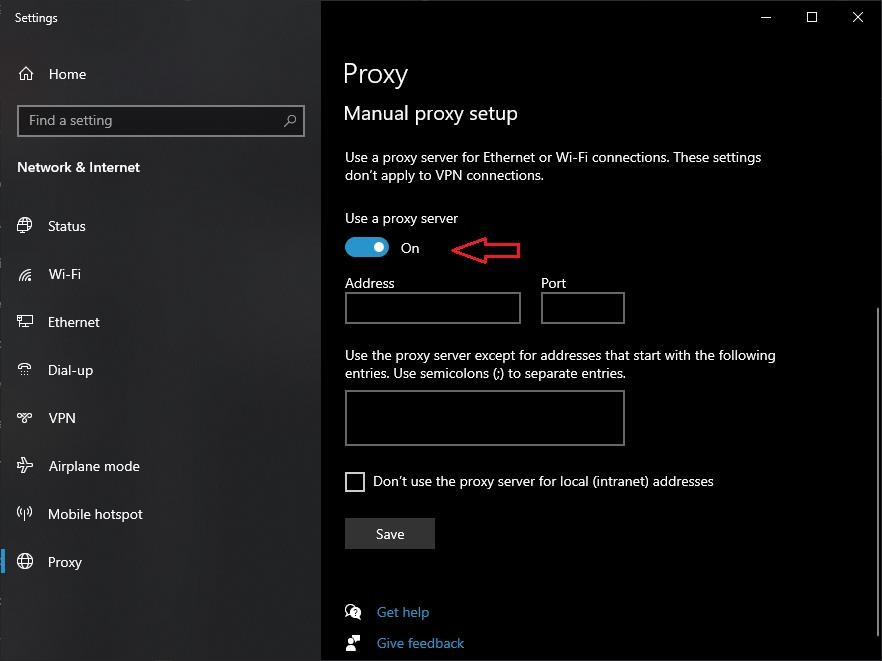 Settings
Home
Find a setting
Network & Internet
Status
Wi-Fi
Ethernet
Dial-up
VPN
Airplane mode
Mobile hotspot
Proxy
Proxy
Manual proxy setup
Use a proxy server for Ethernet or Wi-Fi connections. These settings
don't apply to VPN connections.
Use a proxy server
On
Address Port
Use the proxy server except for addresses that start with the following
entries. Use semicolons (;) to separate entries.
Don't use the proxy server for local (intranet) addresses
Save
Get help
Give feedback